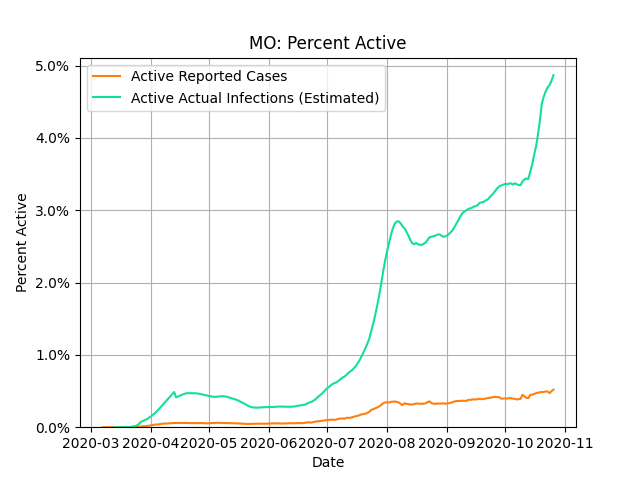 MO: Percent Active
Active Reported Cases
Active Actual Infections (Estimated)
Percent Active
5.0%
4.0%
3.0%
2.0%
1.0%
0.0%
2020-03 2020-04 2020-05 2020-06 2020-07 2020-08 2020-09 2020-10 2020-11
Date